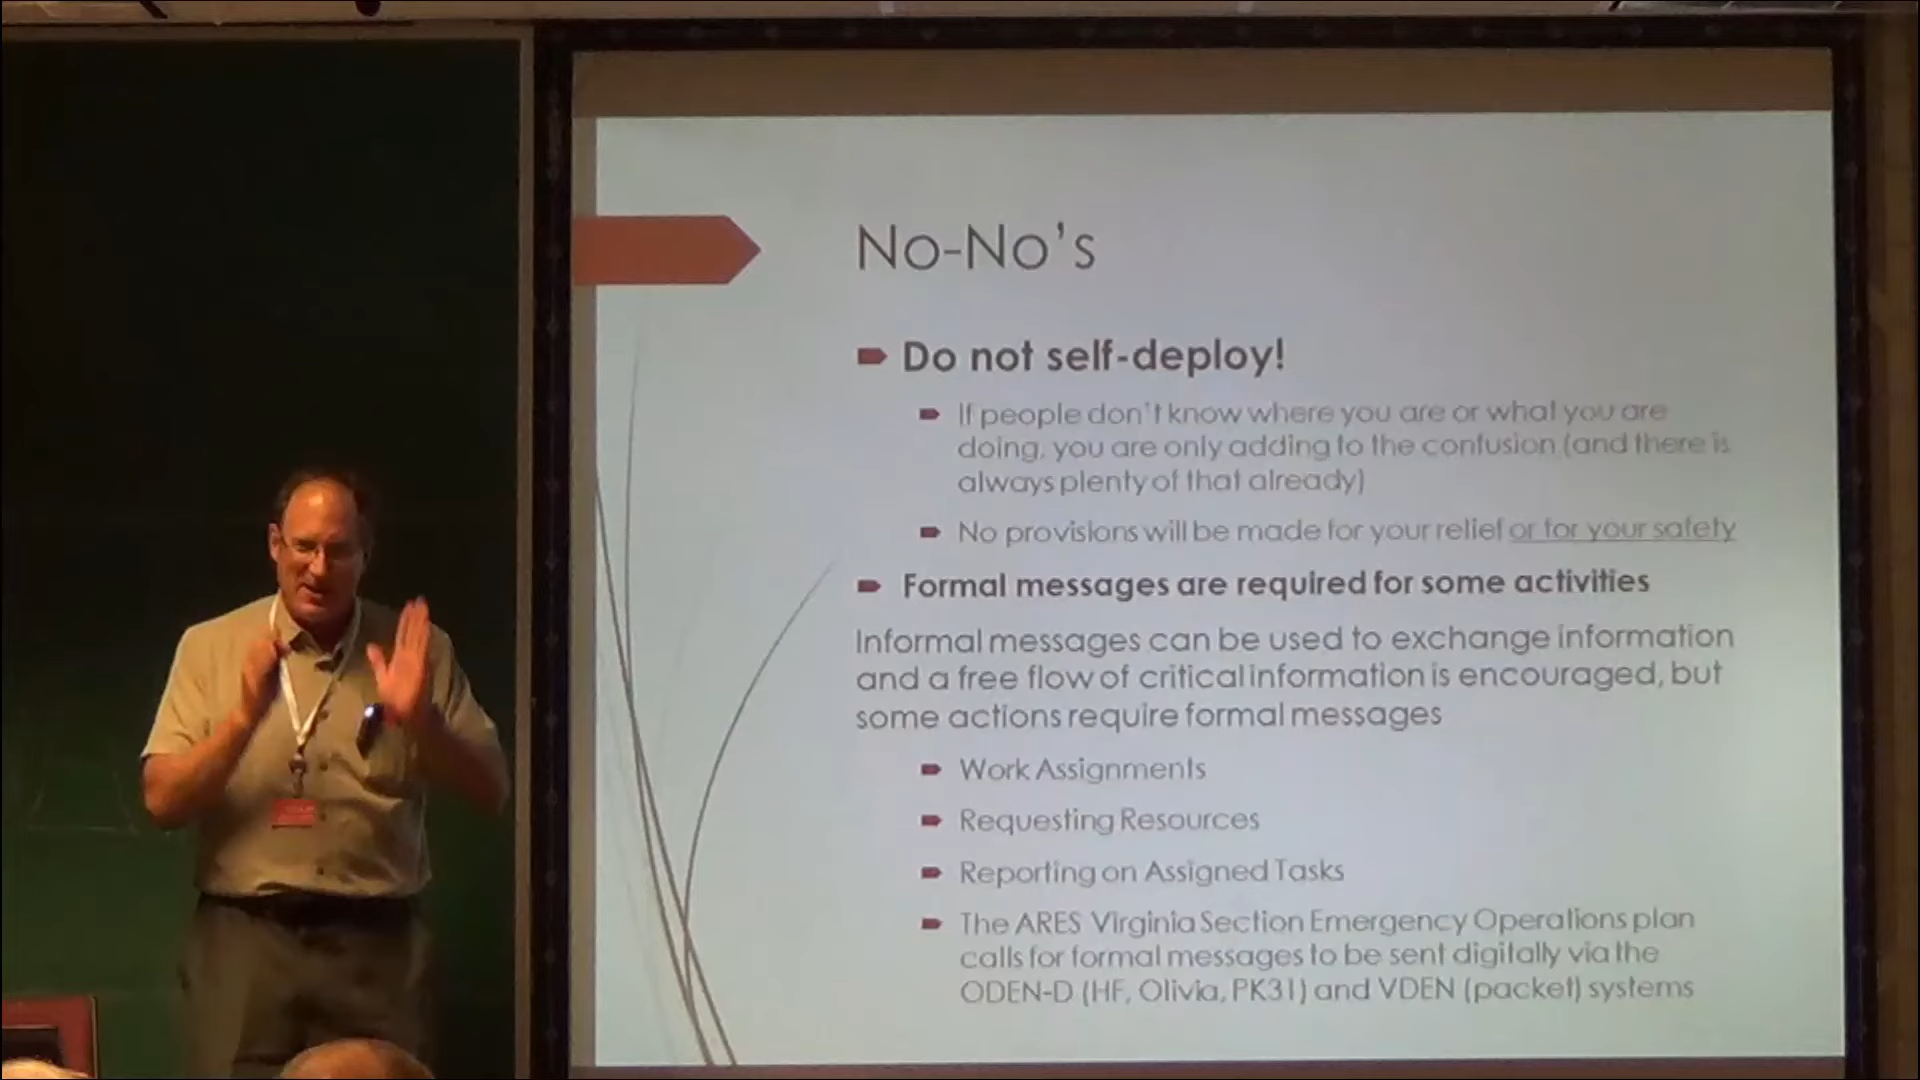 No-No's
Do not self-deploy!
If people don't know where you are or what you are
doing, you are only adding to the confusion (and there is
always plenty of that already)
No provisions will be made for your relief or for your safety
Formal messages are required for some activities
Informal messages can be used to exchange information
and a free flow of critical information is encouraged, but
some actions require formal messages
Work Assignments
Requesting Resources
Reporting on Assigned Tasks
The ARES Virginia Section Emergency Operations plan
calls for formal messages to be sent digitally via the
ODEN-D (HF, Olivia, PK31) and VDEN (packet) systems